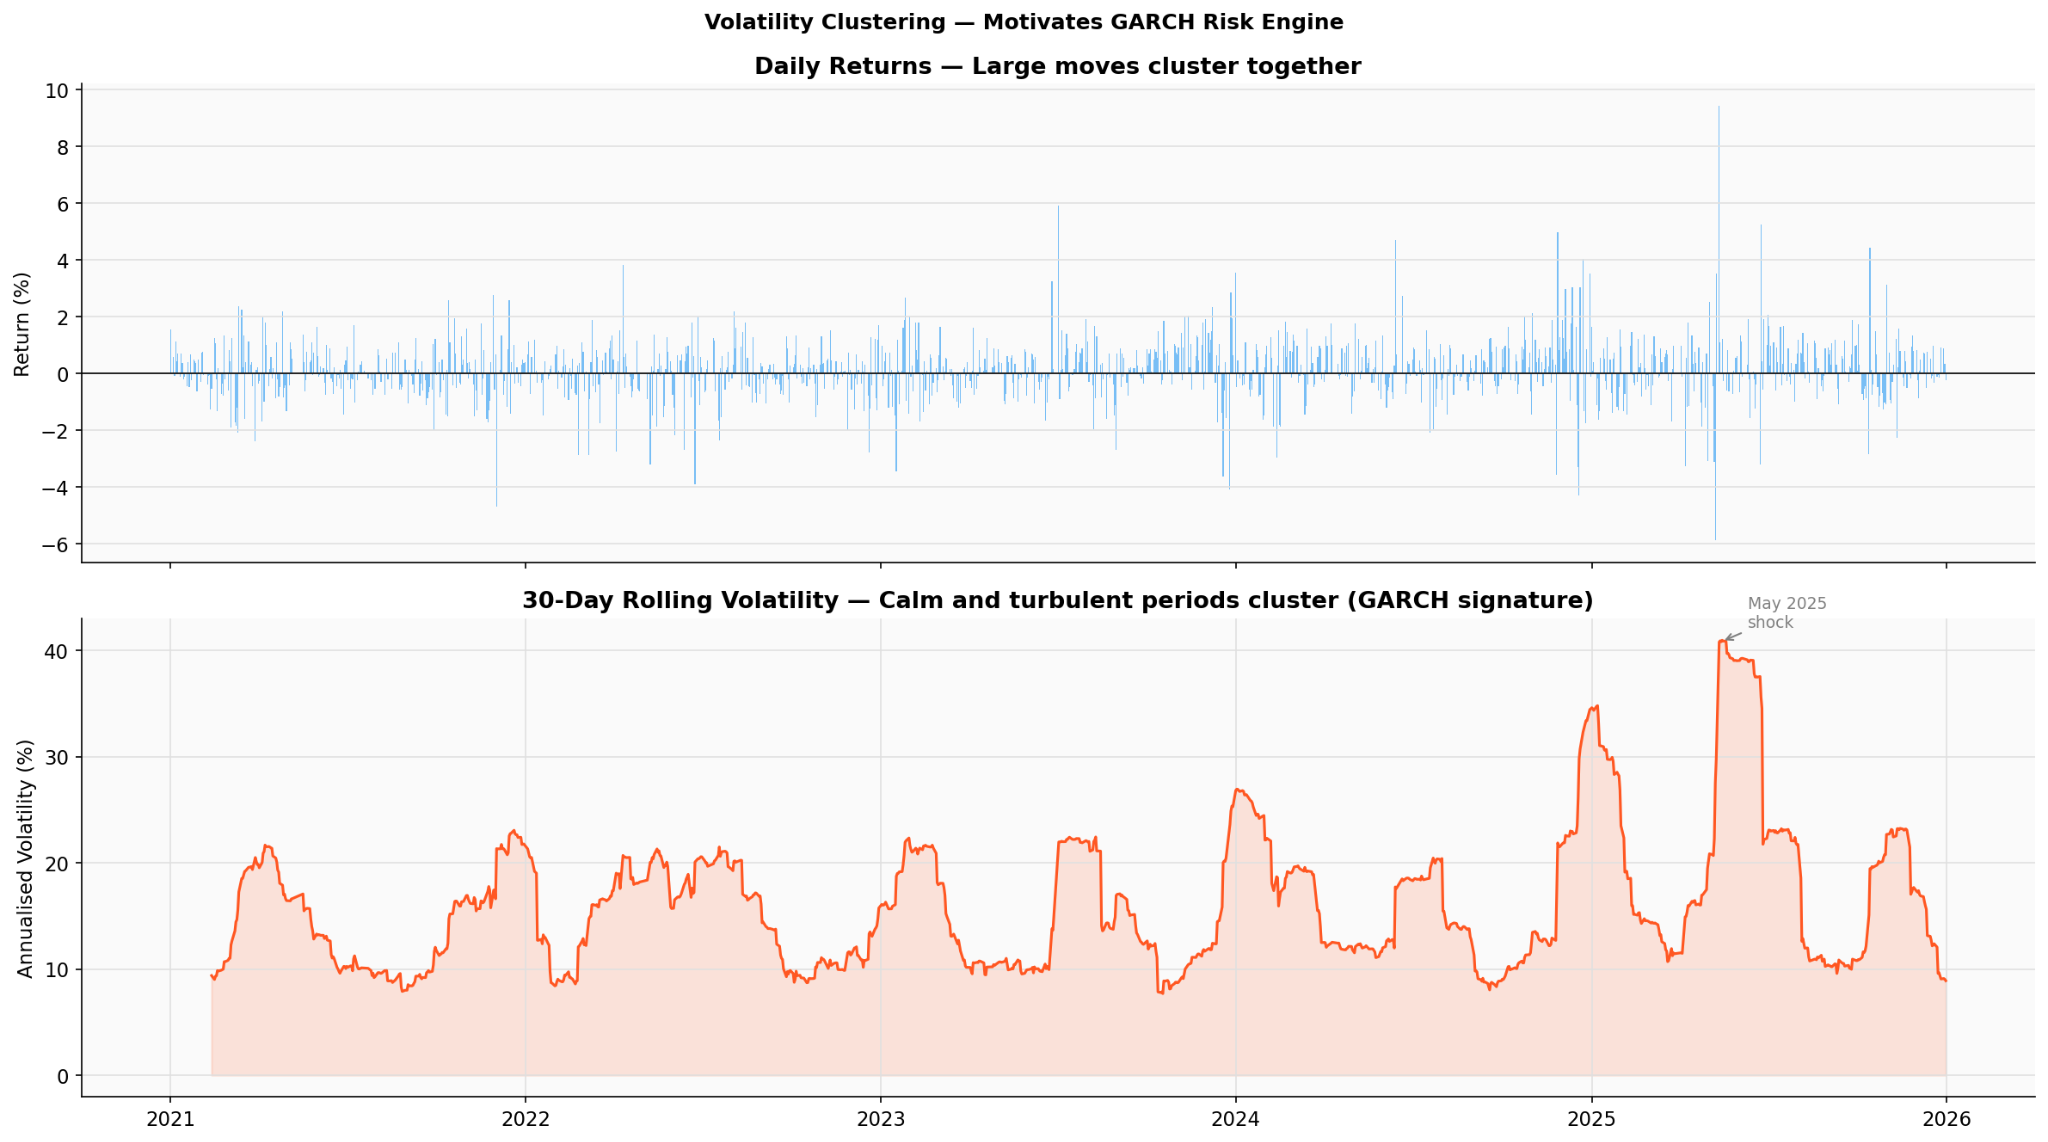 Volatility Clustering — Motivates GARCH Risk Engine
Daily Returns — Large moves cluster together
Return (%)
10
8
6
4
2
0
−2
−4
−6
30-Day Rolling Volatility — Calm and turbulent periods cluster (GARCH signature)
May 2025
shock
Annualised Volatility (%)
40
30
20
10
0
2021
2022
2023
2024
2025
2026